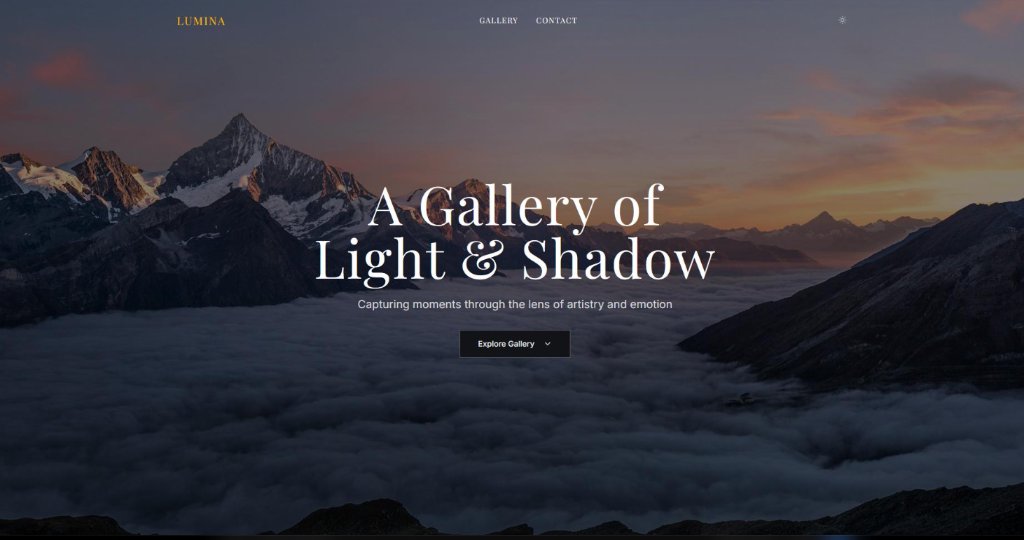 LUMINA
GALLERY
CONTACT
A Gallery of
Light & Shadow
Capturing moments through the lens of artistry and emotion
Explore Gallery